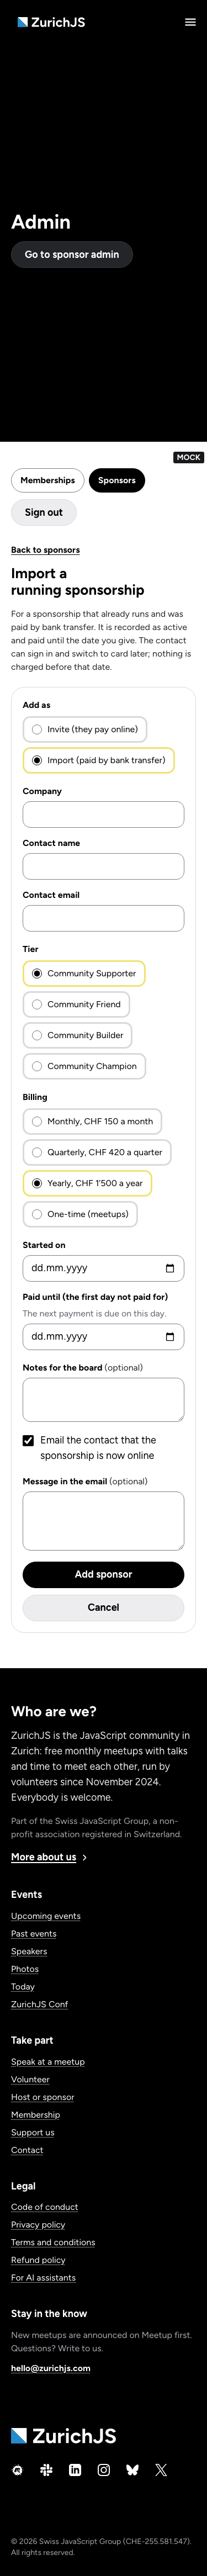 ZurichJS
Admin
Go to sponsor admin
MOCK
Memberships
Sponsors
Sign out
Back to sponsors
Import a
running sponsorship
For a sponsorship that already runs and was
paid by bank transfer. It is recorded as active
and paid until the date you give. The contact
can sign in and switch to card later; nothing is
charged before that date.
Add as
Invite (they pay online)
Import (paid by bank transfer)
Company
Contact name
Contact email
Tier
Community Supporter
Community Friend
Community Builder
Community Champion
Billing
Monthly, CHF 150 a month
Quarterly, CHF 420 a quarter
Yearly, CHF 1'500 a year
One-time (meetups)
Started on
dd.mm.yyyy
Paid until (the first day not paid for)
The next payment is due on this day.
dd.mm.yyyy
Notes for the board (optional)
Email the contact that the
sponsorship is now online
Message in the email (optional)
Add sponsor
Cancel
Who are we?
ZurichJS is the JavaScript community in
Zurich: free monthly meetups with talks
and time to meet each other, run by
volunteers since November 2024.
Everybody is welcome.
Part of the Swiss JavaScript Group, a non-
profit association registered in Switzerland.
More about us
Events
Upcoming events
Past events
Speakers
Photos
Today
ZurichJS Conf
Take part
Speak at a meetup
Volunteer
Host or sponsor
Membership
Support us
Contact
Legal
Code of conduct
Privacy policy
Terms and conditions
Refund policy
For AI assistants
Stay in the know
New meetups are announced on Meetup first.
Questions? Write to us.
hello@zurichjs.com
ZurichJS
© 2026 Swiss JavaScript Group (CHE-255.581.547).
All rights reserved.